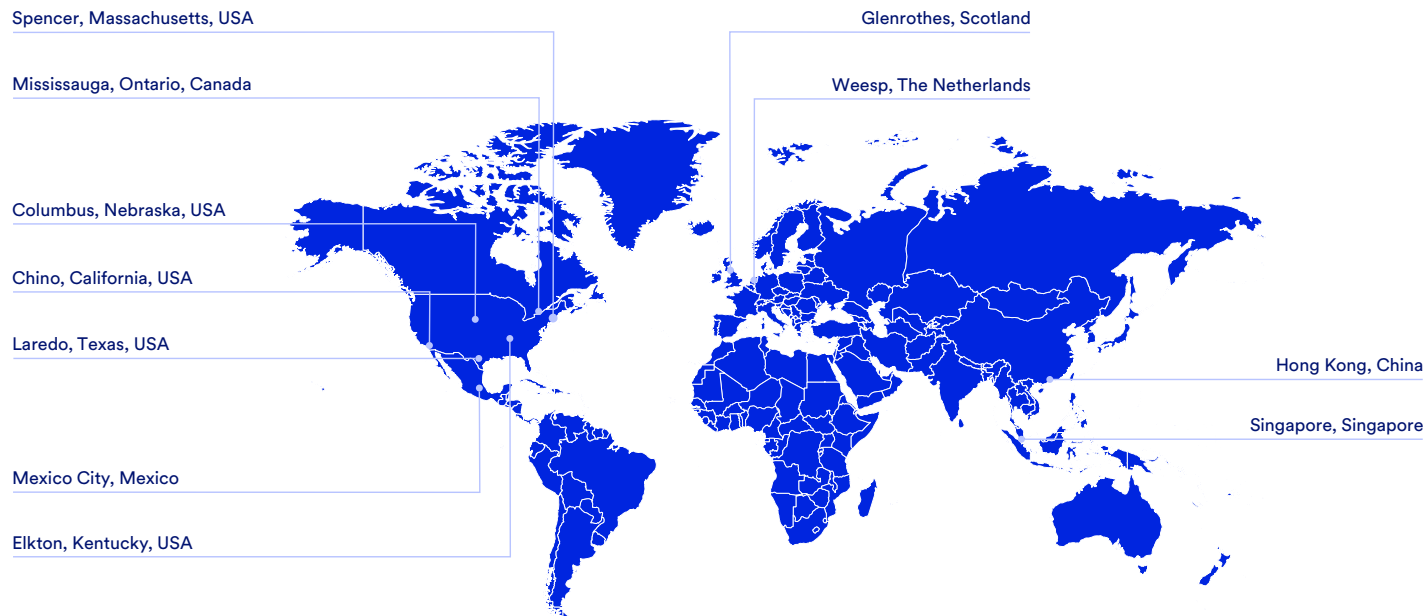 Spencer, Massachusetts, USA
Mississauga, Ontario, Canada
Columbus, Nebraska, USA
Chino, California, USA
Laredo, Texas, USA
Mexico City, Mexico
Elkton, Kentucky, USA
Glenrothes, Scotland
Weesp, The Netherlands
Hong Kong, China
Singapore, Singapore